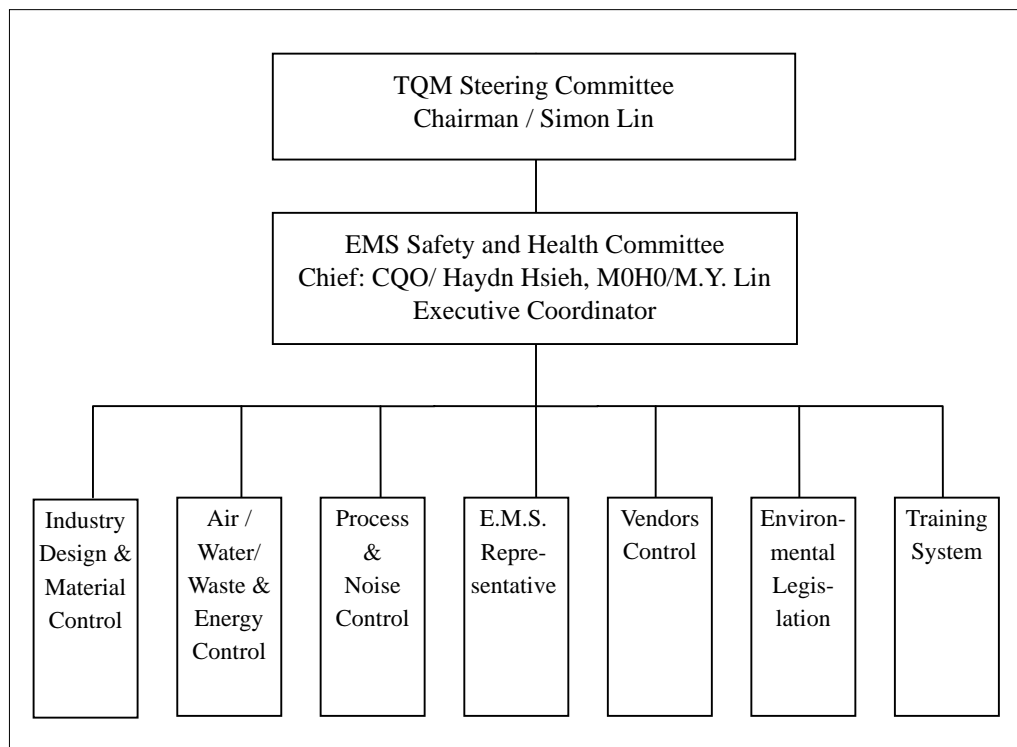 TQM Steering Committee
Chairman / Simon Lin
EMS Safety and Health Committee
Chief: CQO/ Haydn Hsieh, M0H0/M.Y. Lin
Executive Coordinator
Industry
Design &
Material
Control
Air /
Water/
Waste &
Energy
Control
Process
&
Noise
Control
E.M.S.
Repre-
sentative
Vendors
Control
Environ-
mental
Legis-
lation
Training
System